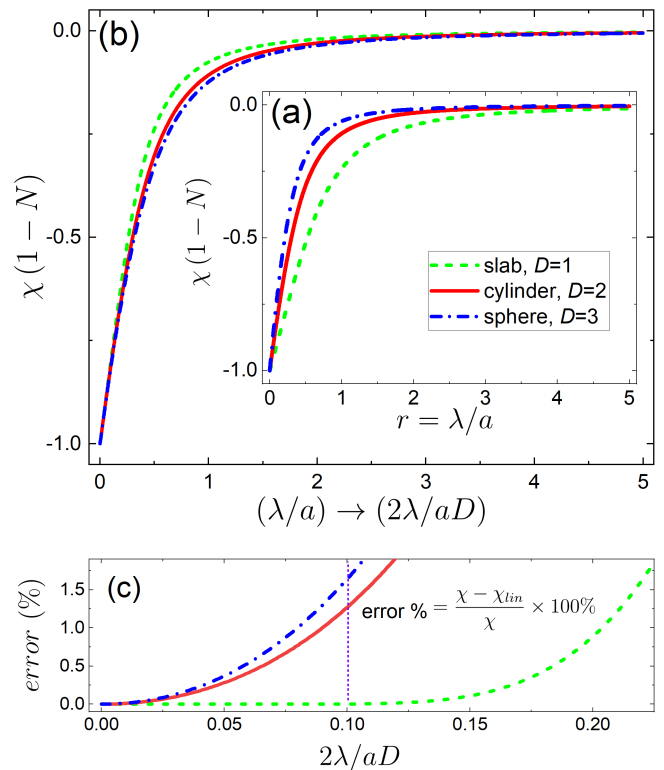 (b)
0.0
-0.5
-1.0
χ (1 − N)
(a)
0.0
-0.5
-1.0
χ (1 − N)
slab, D=1
cylinder, D=2
sphere, D=3
0 1 2 3 4 5
r = λ/a
0 1 2 3 4 5
(λ/a) → (2λ/aD)
(c)
1.5
1.0
0.5
0.0
error (%)
error % = (χ − χ_lin)/χ × 100%
0.00 0.05 0.10 0.15 0.20
2λ/aD